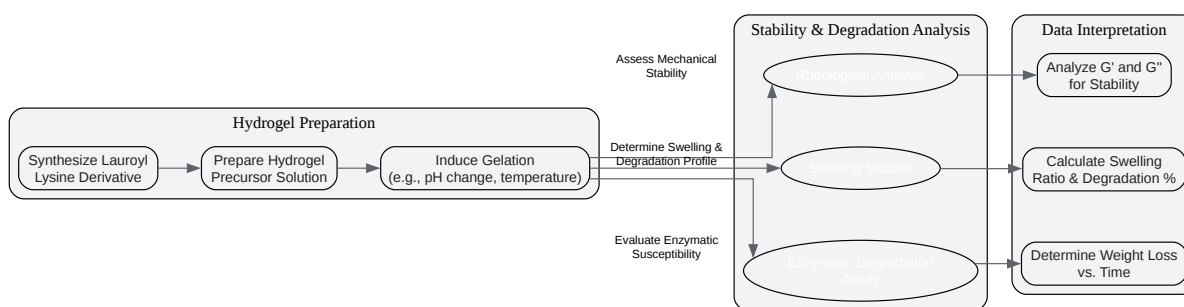 Hydrogel Preparation
Synthesize Lauroyl
Lysine Derivative
Prepare Hydrogel
Precursor Solution
Induce Gelation
(e.g., pH change, temperature)
Assess Mechanical
Stability
Determine Swelling &
Degradation Profile
Evaluate Enzymatic
Susceptibility
Stability & Degradation Analysis
Rheological Analysis
Swelling Studies
Enzymatic Degradation
Assay
Data Interpretation
Analyze G' and G"
for Stability
Calculate Swelling
Ratio & Degradation %
Determine Weight Loss
vs. Time